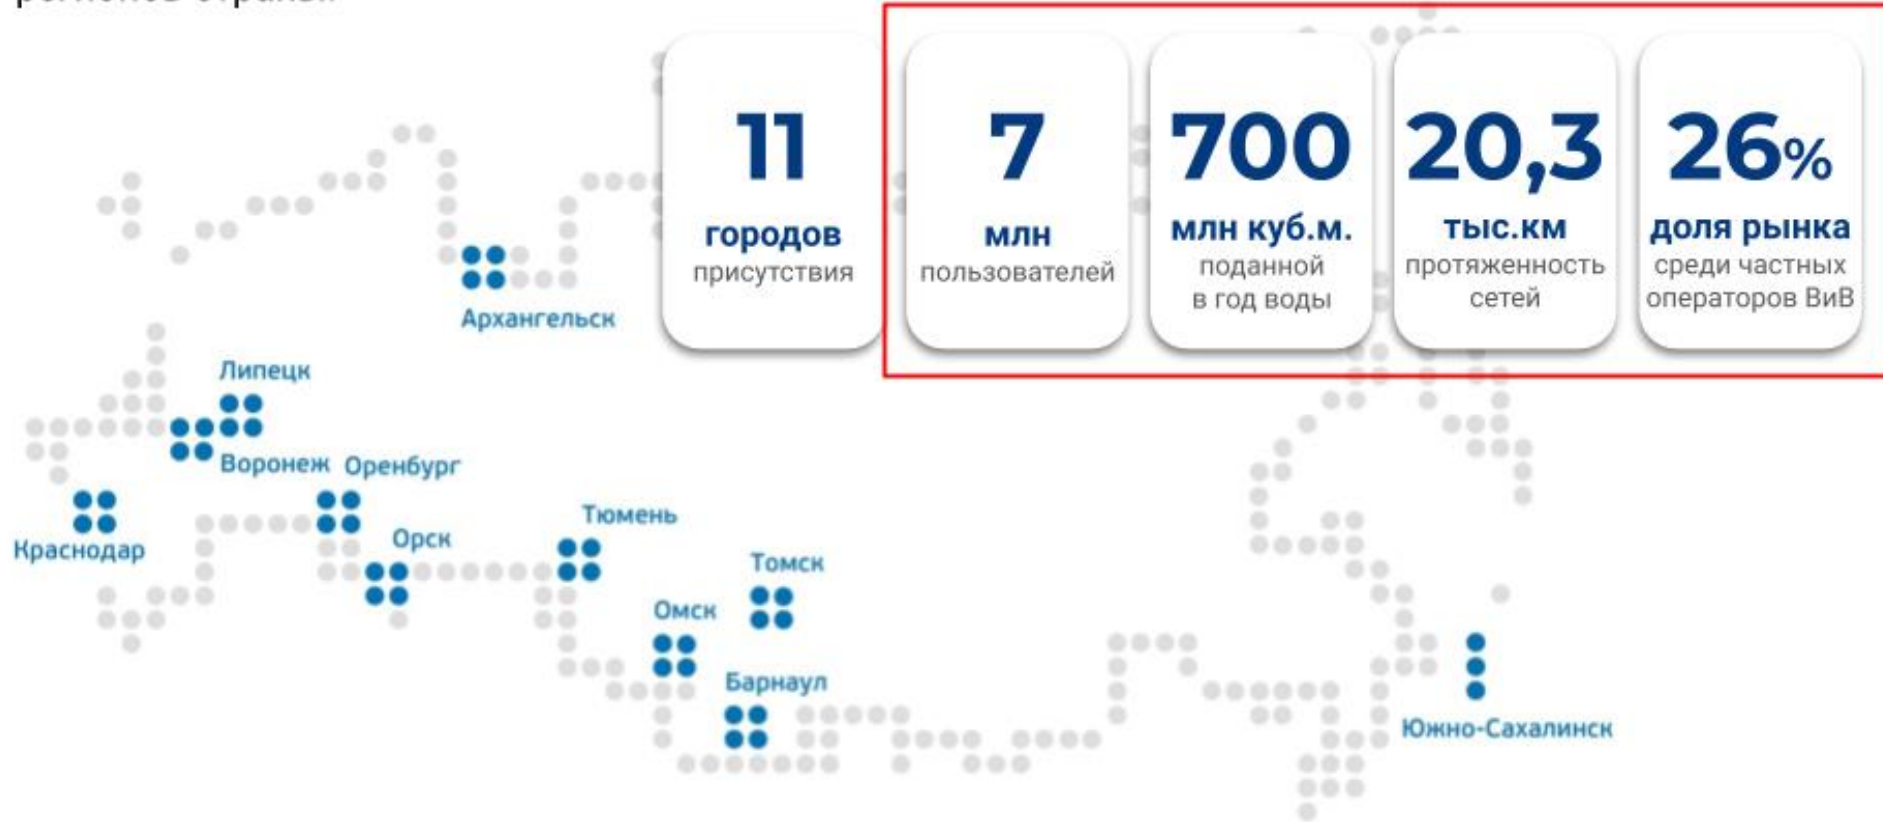 11
городов
присутствия
7
млн
пользователей
700
млн куб.м.
поданной
в год воды
20,3
тыс.км
протяженность
сетей
26%
доля рынка
среди частных
операторов ВиВ
Архангельск
Липецк
Воронеж
Оренбург
Краснодар
Орск
Тюмень
Томск
Омск
Барнаул
Южно-Сахалинск